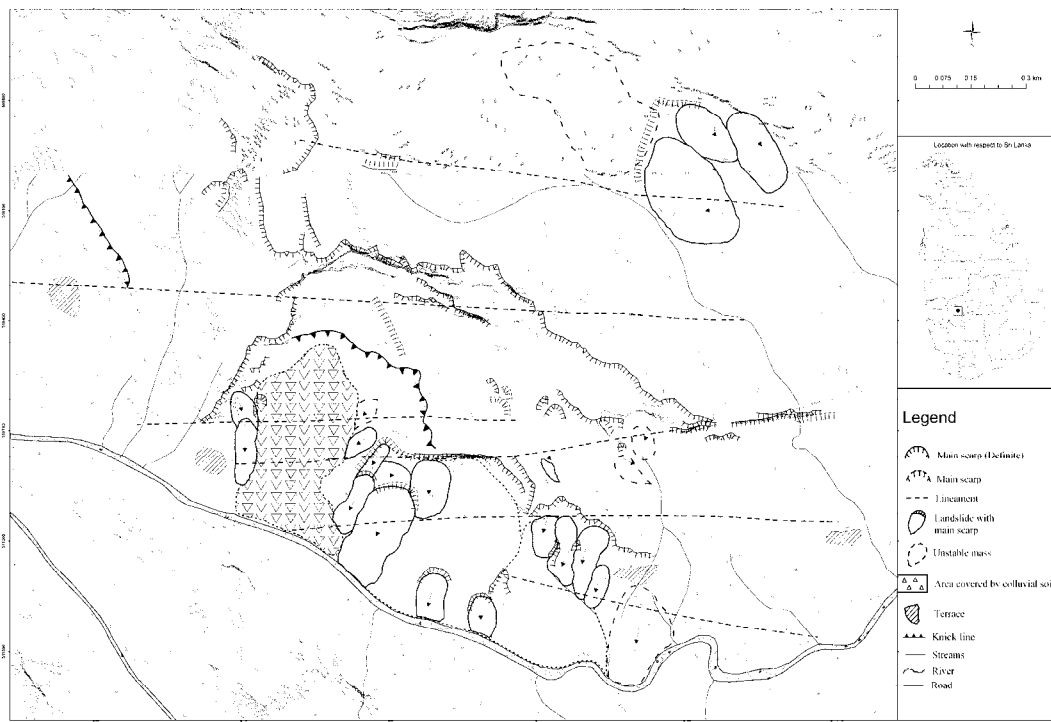 0 0.075 0.15 0.3 km
Location with respect to Sri Lanka
Legend
Main scarp (Definite)
Main scarp
Lineament
Landslide with
main scarp
Unstable mass
Area covered by colluvial soi
Terrace
Knick line
Streams
River
Road